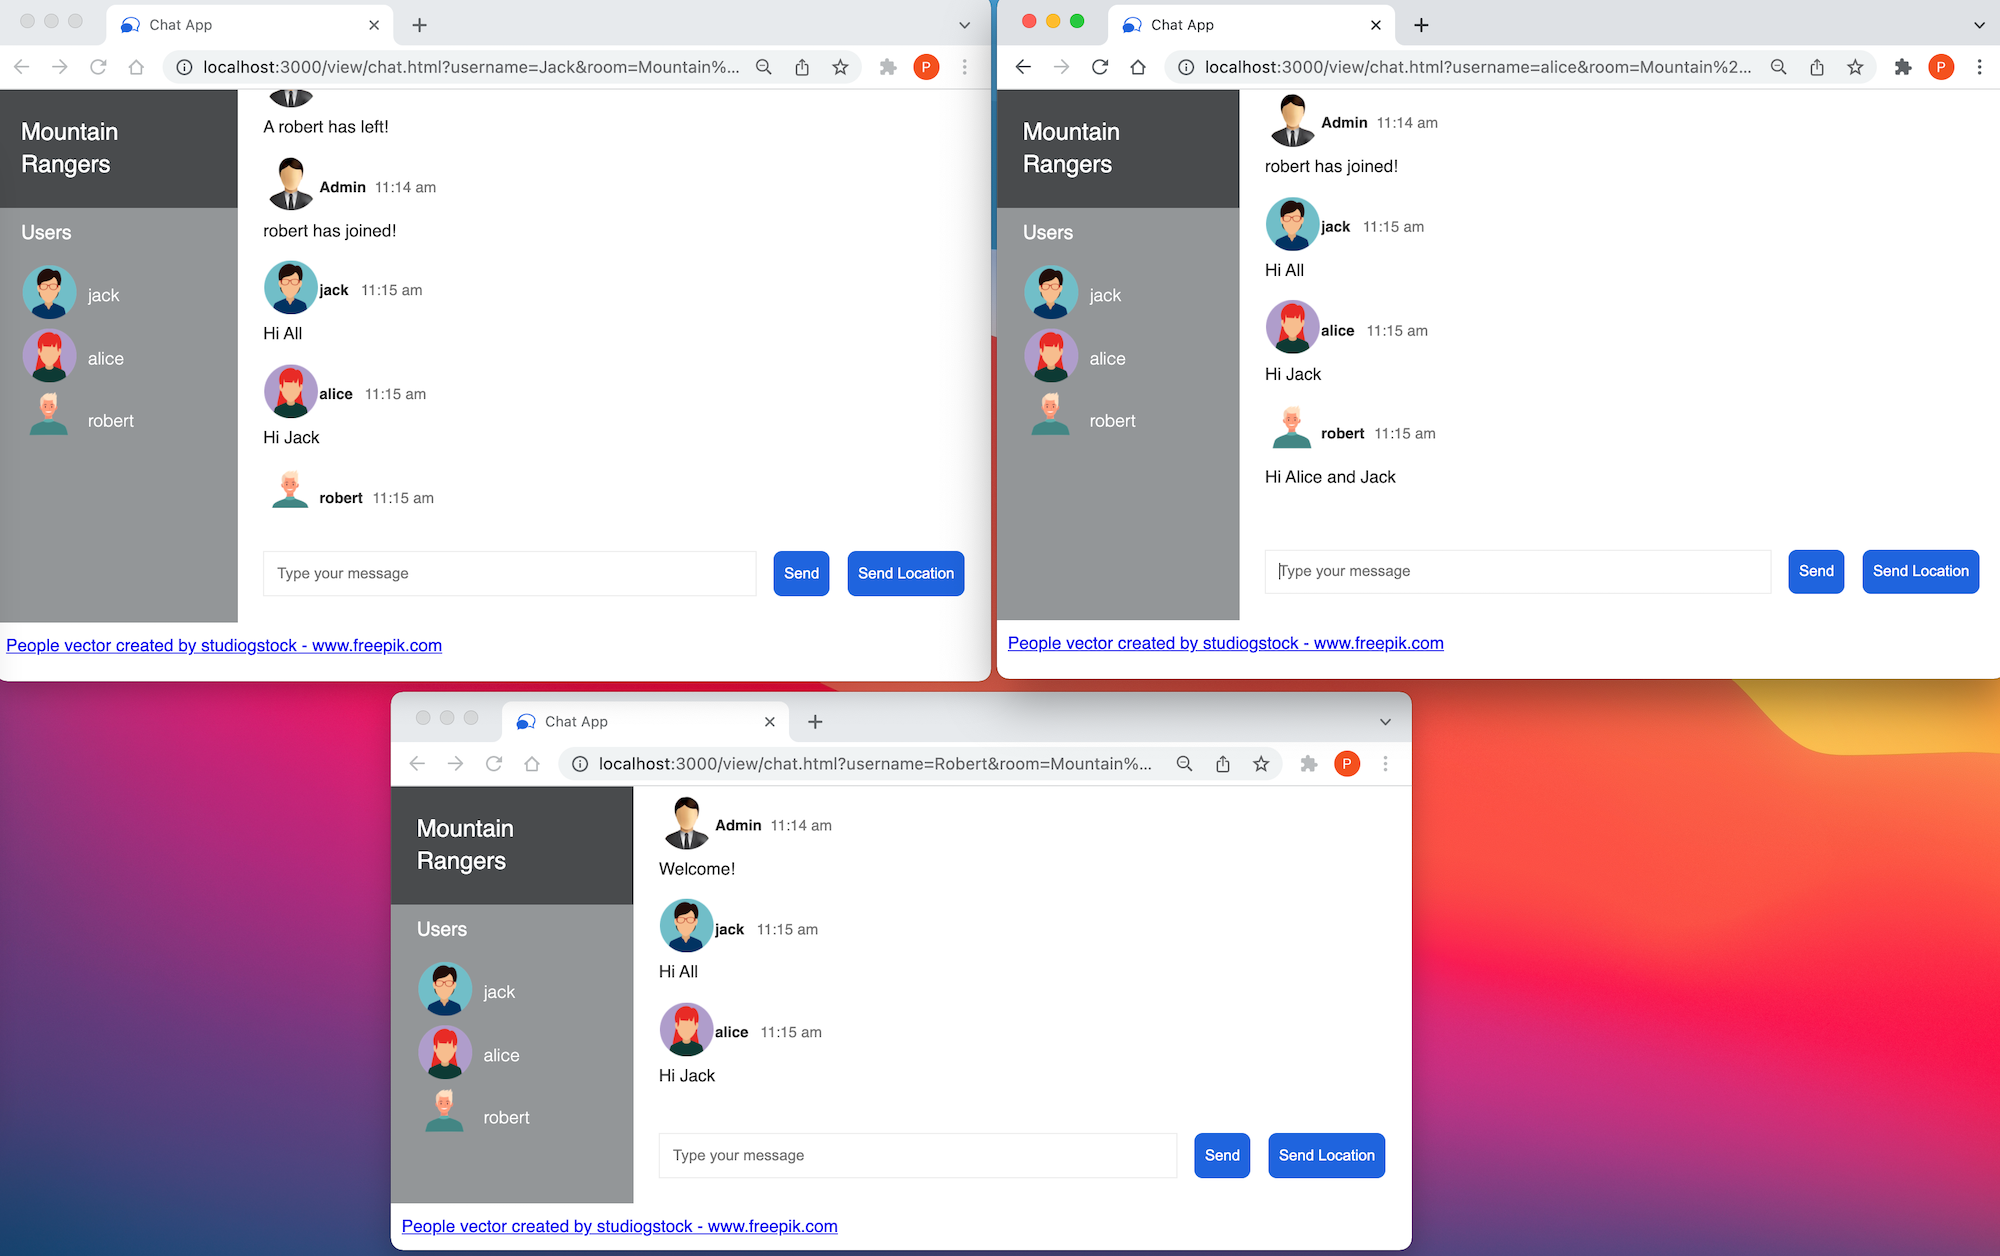 Chat App
localhost:3000/view/chat.html?username=Jack&room=Mountain%...
P
Mountain
Rangers
Users
jack
alice
robert
A robert has left!
Admin 11:14 am
robert has joined!
jack 11:15 am
Hi All
alice 11:15 am
Hi Jack
robert 11:15 am
Type your message
Send
Send Location
People vector created by studiogstock - www.freepik.com
Chat App
localhost:3000/view/chat.html?username=alice&room=Mountain%2...
P
Mountain
Rangers
Users
jack
alice
robert
Admin 11:14 am
robert has joined!
jack 11:15 am
Hi All
alice 11:15 am
Hi Jack
robert 11:15 am
Hi Alice and Jack
Type your message
Send
Send Location
People vector created by studiogstock - www.freepik.com
Chat App
localhost:3000/view/chat.html?username=Robert&room=Mountain%...
P
Mountain
Rangers
Users
jack
alice
robert
Admin 11:14 am
Welcome!
jack 11:15 am
Hi All
alice 11:15 am
Hi Jack
Type your message
Send
Send Location
People vector created by studiogstock - www.freepik.com